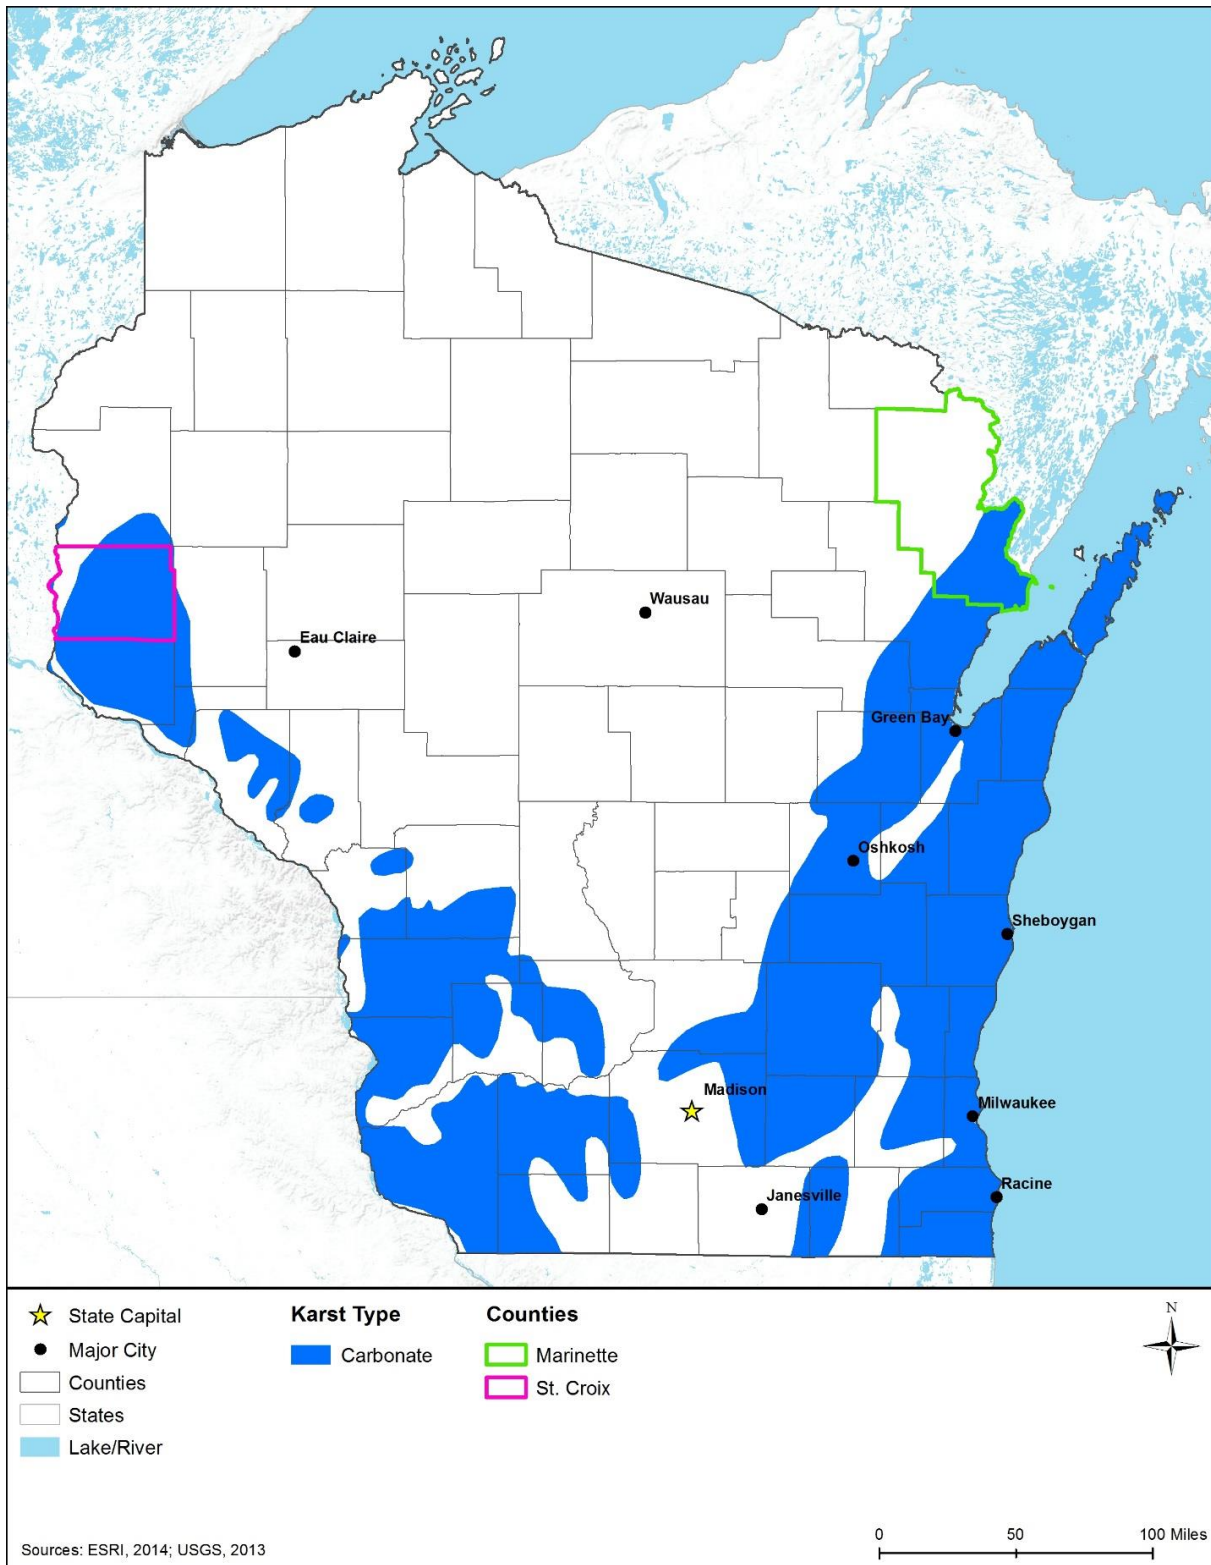 Wausau
Eau Claire
Green Bay
Oshkosh
Sheboygan
Madison
Milwaukee
Janesville
Racine
State Capital
Major City
Counties
States
Lake/River
Karst Type
Carbonate
Counties
Marinette
St. Croix
N
0 50 100 Miles
Sources: ESRI, 2014; USGS, 2013